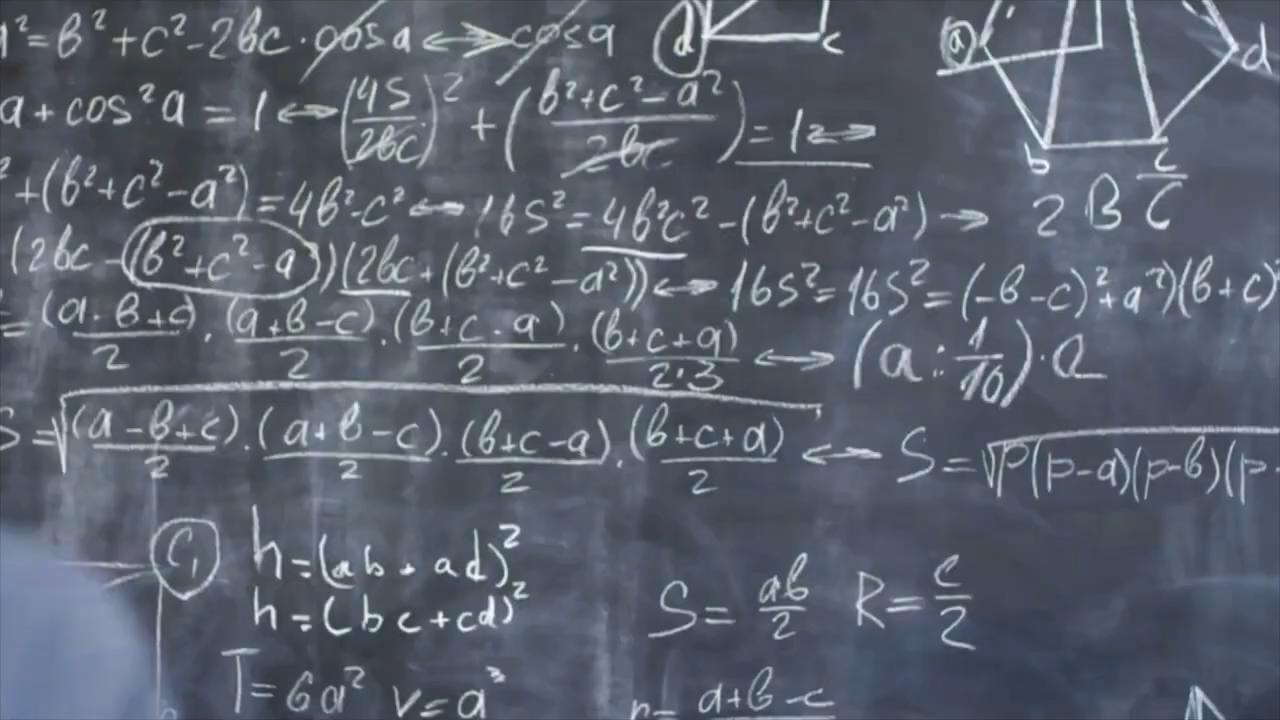 a² = b² + c² - 2bc · cos a ↔ cos a
d c
a d b c
a + cos² a = 1 ↔ (4S/2bc)² + (b² + c² - a²/2bc) = 1 ↔
² + (b² + c² - a²) = 4b² - c² ↔ 16S² = 4b²c² - (b² + c² - a²) →
2 B c/C
(2bc - (b² + c² - a))(2bc + (b² + c² - a²)) ↔ 16S² = 16S² = (-b - c)² + a²)(b + c)²
= (a · b + c)/2 · (a + b - c)/2 · (b + c · a)/2 · (b + c + a)/2·3 ↔ (a : 1/10) · a
S = √(a - b + c)/2 · (a + b - c)/2 · (b + c - a)/2 · (b + c + a)/2 ↔ S = √p(p - a)(p - b)(p -
C₁
h = (ab + ad)²
h = (bc + cd)²
S = ab/2 R = c/2
T = 6a² v = a³
r = a + b - c